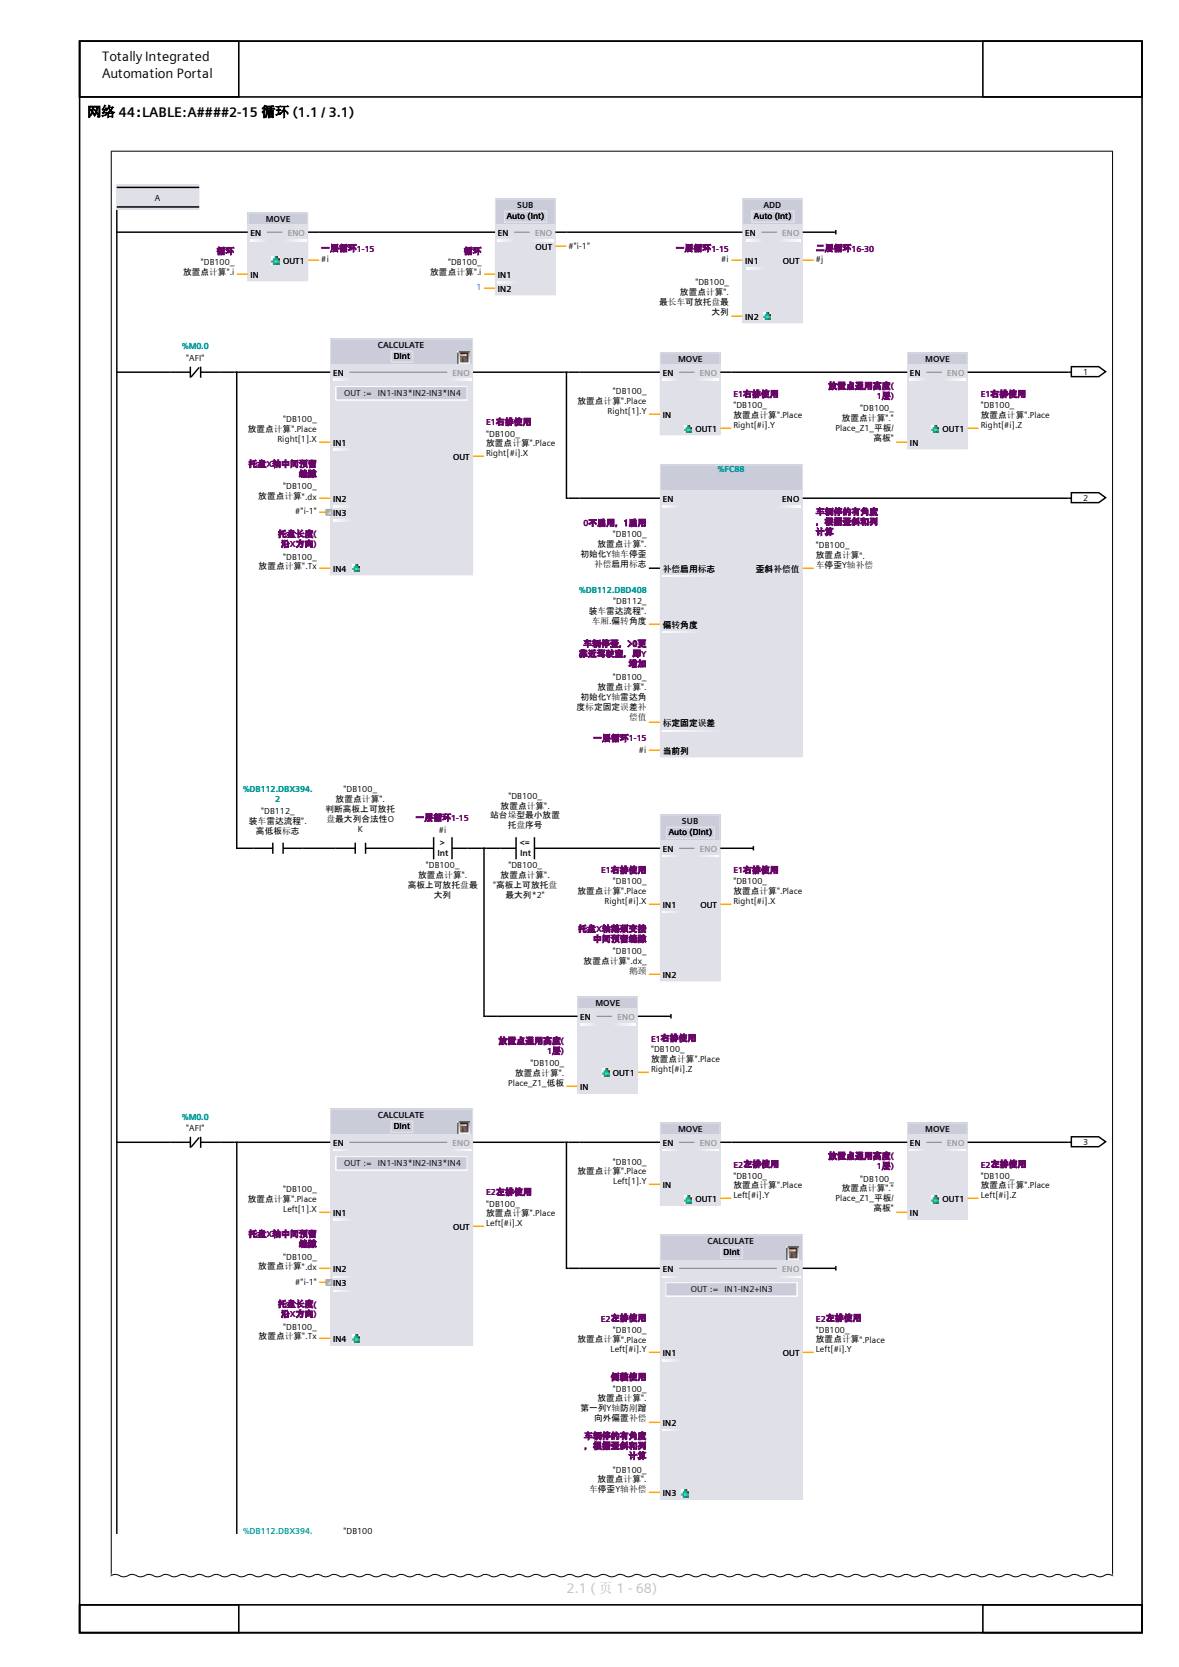 Totally Integrated
Automation Portal
网络 44:LABLE:A####2-15 循环 (1.1 / 3.1)
A
MOVE
EN
ENO
循环
"DB100_
放置点计算".i
IN
OUT1
一层循环1-15
#i
SUB
Auto (Int)
EN
ENO
循环
"DB100_
放置点计算".i
IN1
1
IN2
OUT
#"i-1"
ADD
Auto (Int)
EN
ENO
一层循环1-15
#i
IN1
"DB100_
放置点计算".
最长车可放托盘最
大列
IN2
OUT
二层循环16-30
#j
%M0.0
"AFI"
CALCULATE
Dint
EN
ENO
OUT := IN1-IN3*IN2-IN3*IN4
"DB100_
放置点计算".Place
Right[1].X
IN1
托盘X轴中间预留
缝隙
"DB100_
放置点计算".dx
IN2
#"i-1"
IN3
托盘长度(
沿X方向)
"DB100_
放置点计算".Tx
IN4
E1右排使用
"DB100_
放置点计算".Place
Right[#i].X
OUT
MOVE
EN
ENO
"DB100_
放置点计算".Place
Right[1].Y
IN
OUT1
E1右排使用
"DB100_
放置点计算".Place
Right[#i].Y
MOVE
EN
ENO
放置点通用高度(
1层)
"DB100_
放置点计算"."
Place_Z1_平板/
高板"
IN
OUT1
E1右排使用
"DB100_
放置点计算".Place
Right[#i].Z
1
%FC88
EN
ENO
2
0不启用，1启用
"DB100_
放置点计算".
初始化Y轴车停歪
补偿启用标志
补偿启用标志
%DB112.DBD408
"DB112_
装车雷达流程".
车厢.偏转角度
偏转角度
车辆停歪，>0更
靠近驾驶室，即Y
增加
"DB100_
放置点计算".
初始化Y轴雷达角
度标定固定误差补
偿值
标定固定误差
一层循环1-15
#i
当前列
车辆停的有角度
，根据歪斜和列
计算
"DB100_
放置点计算".
车停歪Y轴补偿
歪斜补偿值
%DB112.DBX394.
2
"DB112_
装车雷达流程".
高低板标志
"DB100_
放置点计算".
判断高板上可放托
盘最大列合法性O
K
一层循环1-15
#i
>
Int
"DB100_
放置点计算".
高板上可放托盘最
大列
"DB100_
放置点计算".
站台垛型最小放置
托盘序号
<=
Int
"DB100_
放置点计算".
"高板上可放托盘
最大列*2"
SUB
Auto (DInt)
EN
ENO
E1右排使用
"DB100_
放置点计算".Place
Right[#i].X
IN1
托盘X轴鹅颈交接
中间预留缝隙
"DB100_
放置点计算".dx_
鹅颈
IN2
OUT
E1右排使用
"DB100_
放置点计算".Place
Right[#i].X
MOVE
EN
ENO
放置点通用高度(
1层)
"DB100_
放置点计算".
Place_Z1_低板
IN
OUT1
E1右排使用
"DB100_
放置点计算".Place
Right[#i].Z
%M0.0
"AFI"
CALCULATE
Dint
EN
ENO
OUT := IN1-IN3*IN2-IN3*IN4
"DB100_
放置点计算".Place
Left[1].X
IN1
托盘X轴中间预留
缝隙
"DB100_
放置点计算".dx
IN2
#"i-1"
IN3
托盘长度(
沿X方向)
"DB100_
放置点计算".Tx
IN4
E2左排使用
"DB100_
放置点计算".Place
Left[#i].X
OUT
MOVE
EN
ENO
"DB100_
放置点计算".Place
Left[1].Y
IN
OUT1
E2左排使用
"DB100_
放置点计算".Place
Left[#i].Y
MOVE
EN
ENO
放置点通用高度(
1层)
"DB100_
放置点计算"."
Place_Z1_平板/
高板"
IN
OUT1
E2左排使用
"DB100_
放置点计算".Place
Left[#i].Z
3
CALCULATE
Dint
EN
ENO
OUT := IN1-IN2+IN3
E2左排使用
"DB100_
放置点计算".Place
Left[#i].Y
IN1
侧板使用
"DB100_
放置点计算".
第一列Y轴防剐蹭
向外偏置补偿
IN2
车辆停的有角度
，根据歪斜和列
计算
"DB100_
放置点计算".
车停歪Y轴补偿
IN3
E2左排使用
"DB100_
放置点计算".Place
Left[#i].Y
OUT
%DB112.DBX394.
"DB100
2.1 ( 页 1 - 68)